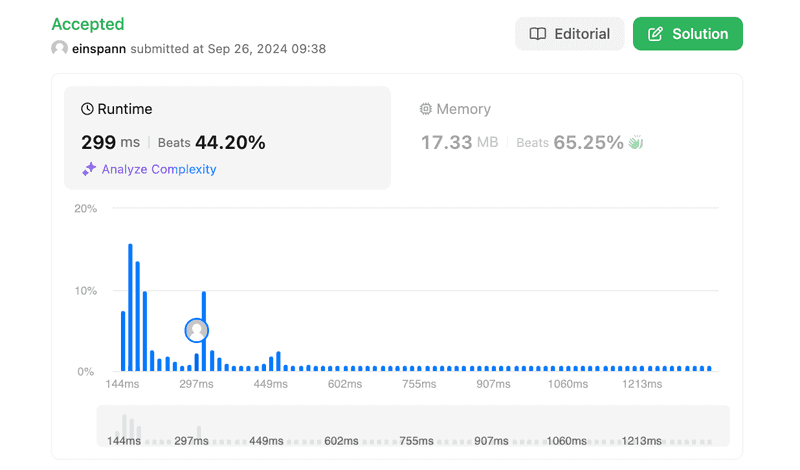 Accepted
einspann submitted at Sep 26, 2024 09:38
Editorial
Solution
Runtime
299 ms | Beats 44.20%
Analyze Complexity
Memory
17.33 MB | Beats 65.25%
20%
10%
0%
144ms 297ms 449ms 602ms 755ms 907ms 1060ms 1213ms
144ms 297ms 449ms 602ms 755ms 907ms 1060ms 1213ms